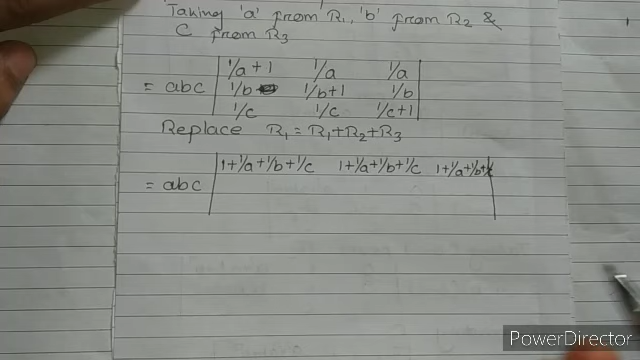 Taking 'a' from R₁, 'b' from R₂ &
C from R₃
= abc | 1/a+1 1/a 1/a |
| 1/b 1/b+1 1/b |
| 1/c 1/c 1/c+1 |
Replace R₁ = R₁+R₂+R₃
= abc | 1+1/a+1/b+1/c 1+1/a+1/b+1/c 1+1/a+1/b+1/c |
PowerDirector